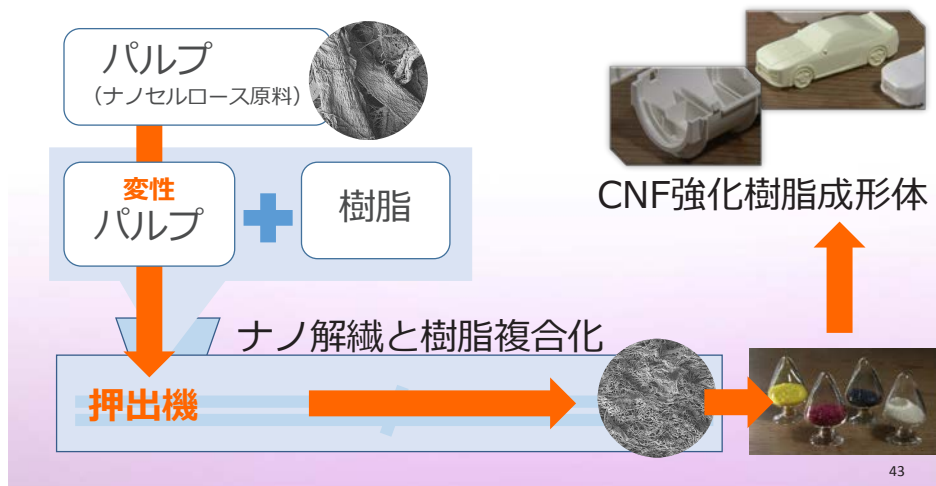 パルプ
（ナノセルロース原料）
変性
パルプ
樹脂
CNF強化樹脂成形体
ナノ解繊と樹脂複合化
押出機
43